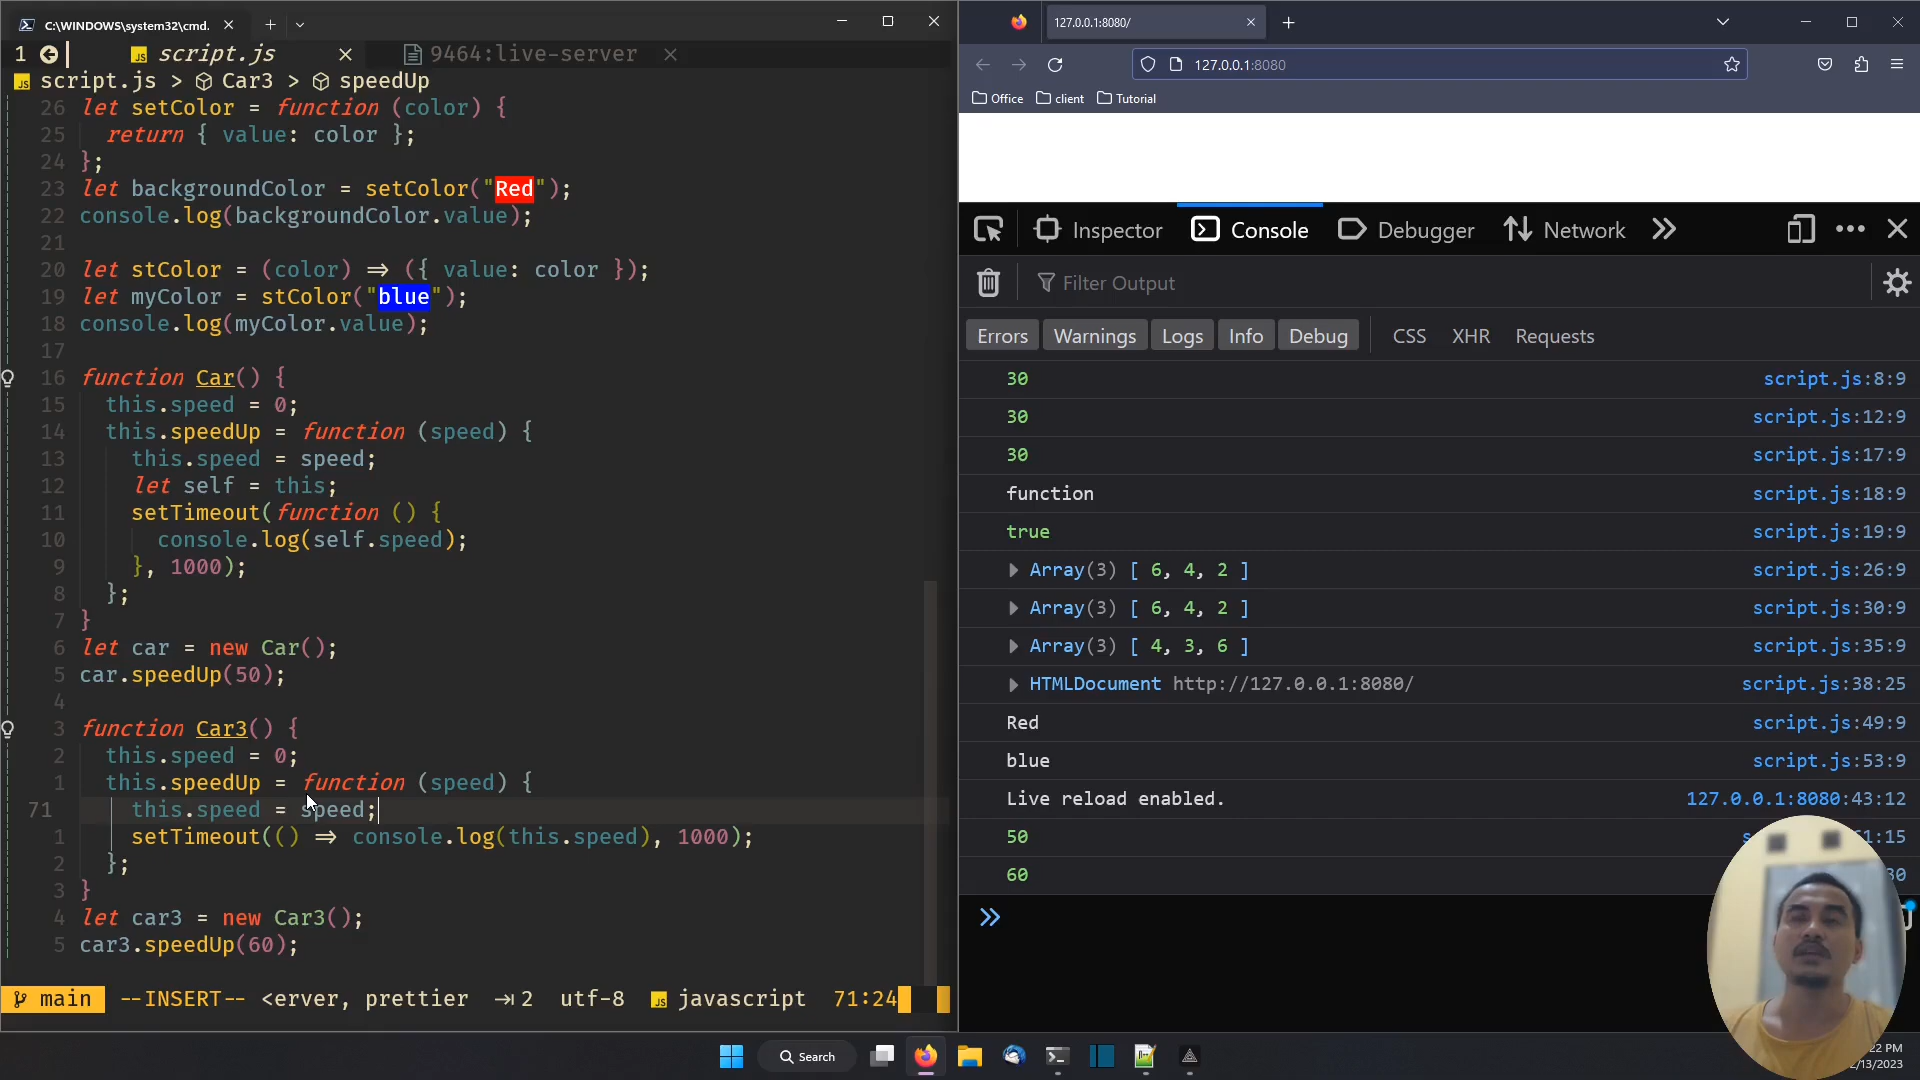 C:\WINDOWS\system32\cmd.
1 script.js 9464:live-server
script.js > Car3 > speedUp
26 let setColor = function (color) {
25 return { value: color };
24 };
23 let backgroundColor = setColor("Red");
22 console.log(backgroundColor.value);
21
20 let stColor = (color) => ({ value: color });
19 let myColor = stColor("blue");
18 console.log(myColor.value);
17
16 function Car() {
15 this.speed = 0;
14 this.speedUp = function (speed) {
13 this.speed = speed;
12 let self = this;
11 setTimeout(function () {
10 console.log(self.speed);
9 }, 1000);
8 };
7 }
6 let car = new Car();
5 car.speedUp(50);
4
3 function Car3() {
2 this.speed = 0;
1 this.speedUp = function (speed) {
71 this.speed = speed;
1 setTimeout(() => console.log(this.speed), 1000);
2 };
3 }
4 let car3 = new Car3();
5 car3.speedUp(60);
main --INSERT-- <erver, prettier 2 utf-8 javascript 71:24
127.0.0.1:8080/
127.0.0.1:8080
Office client Tutorial
Inspector Console Debugger Network
Filter Output
Errors Warnings Logs Info Debug CSS XHR Requests
30 script.js:8:9
30 script.js:12:9
30 script.js:17:9
function script.js:18:9
true script.js:19:9
Array(3) [ 6, 4, 2 ] script.js:26:9
Array(3) [ 6, 4, 2 ] script.js:30:9
Array(3) [ 4, 3, 6 ] script.js:35:9
HTMLDocument http://127.0.0.1:8080/ script.js:38:25
Red script.js:49:9
blue script.js:53:9
Live reload enabled. 127.0.0.1:8080:43:12
50
60
Search